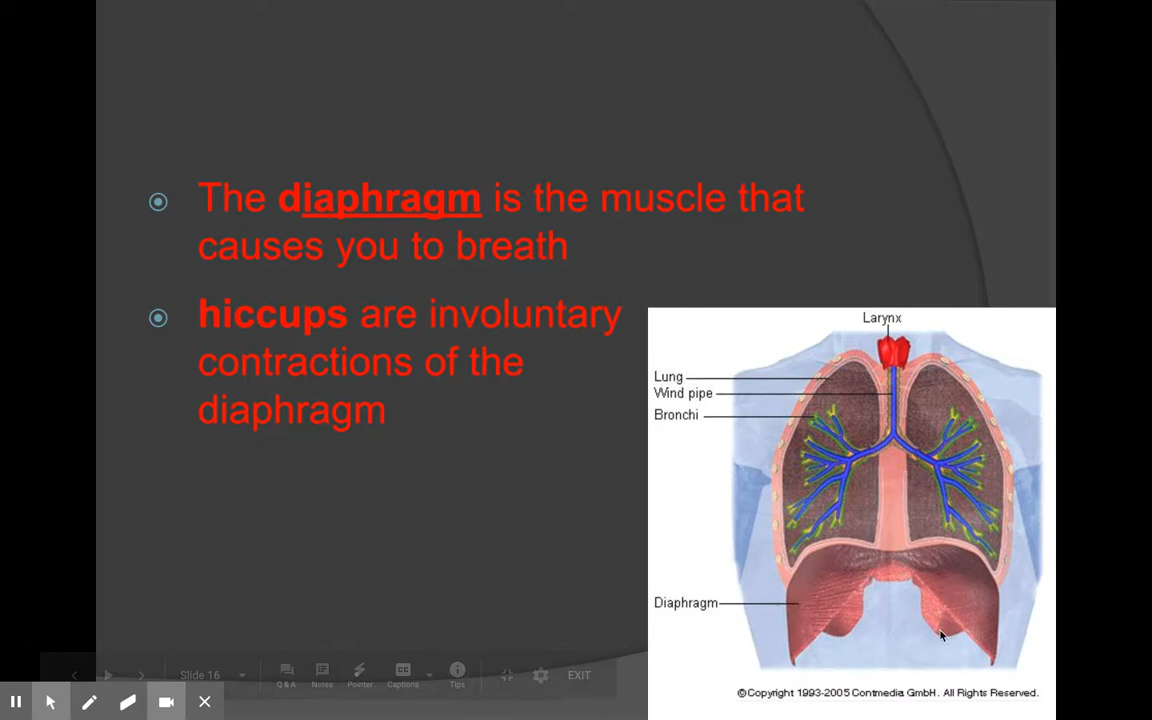 The diaphragm is the muscle that
causes you to breath
hiccups are involuntary
contractions of the
diaphragm
Larynx
Lung
Wind pipe
Bronchi
Diaphragm
©Copyright 1993-2005 Contmedia GmbH. All Rights Reserved.
Slide 16
Q & A
Notes
Pointer
Captions
Tips
EXIT